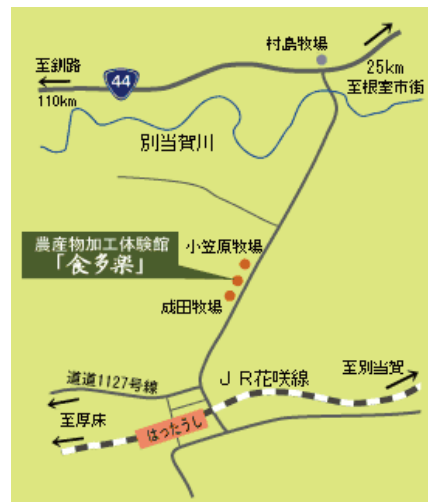 村島牧場
至釧路
44
110km
25km
至根室市街
別当賀川
農産物加工体験館
「食多楽」
小笠原牧場
成田牧場
道道1127号線
JR花咲線
至別当賀
至厚床
はったうし